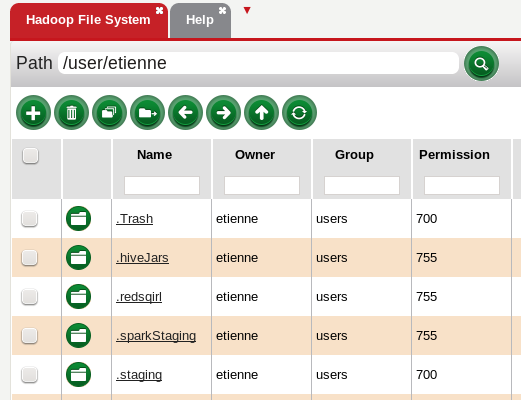 Hadoop File System Help
Path /user/etienne
Name Owner Group Permission
.Trash etienne users 700
.hiveJars etienne users 755
.redsqirl etienne users 755
.sparkStaging etienne users 755
.staging etienne users 700